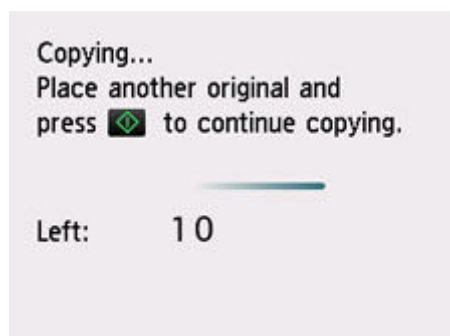 Copying...
Place another original and
press to continue copying.
Left: 10